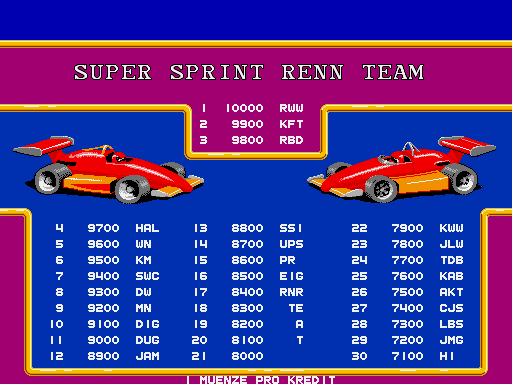 SUPER SPRINT RENN TEAM
1 10000 RWW
2 9900 KFT
3 9800 RBD
4 9700 HAL 13 8800 SSI 22 7900 KWW
5 9600 WN 14 8700 UPS 23 7800 JLW
6 9500 KM 15 8600 PR 24 7700 TDB
7 9400 SWC 16 8500 EIG 25 7600 KAB
8 9300 DW 17 8400 RNR 26 7500 AKT
9 9200 MN 18 8300 TE 27 7400 CJS
10 9100 DIG 19 8200 A 28 7300 LBS
11 9000 DUG 20 8100 T 29 7200 JMG
12 8900 JAM 21 8000 30 7100 HI
1 MUENZE PRO KREDIT